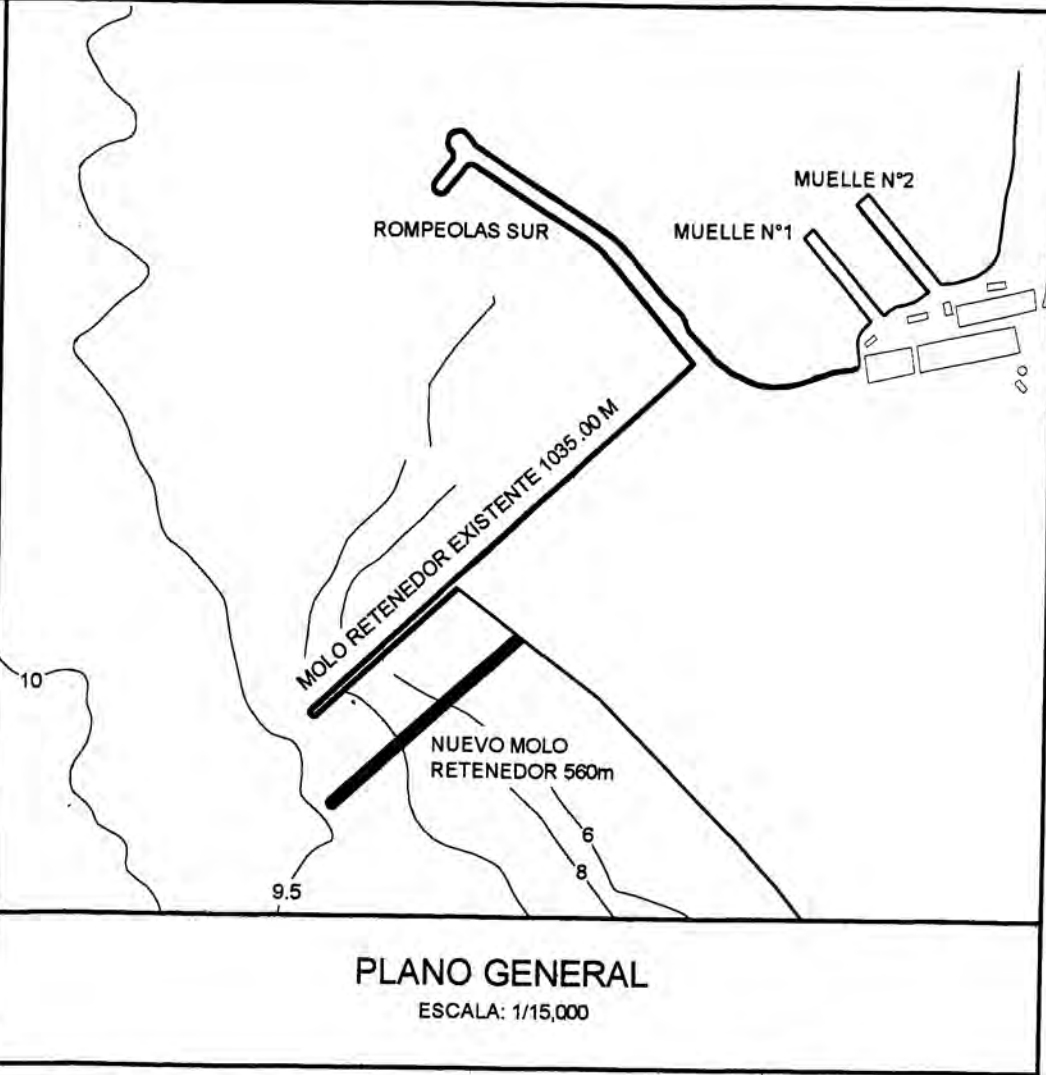 MUELLE N°2
MUELLE N°1
ROMPEOLAS SUR
MOLO RETENEDOR EXISTENTE 1035.00 M
10
NUEVO MOLO
RETENEDOR 560m
6
8
9.5
PLANO GENERAL
ESCALA: 1/15,000